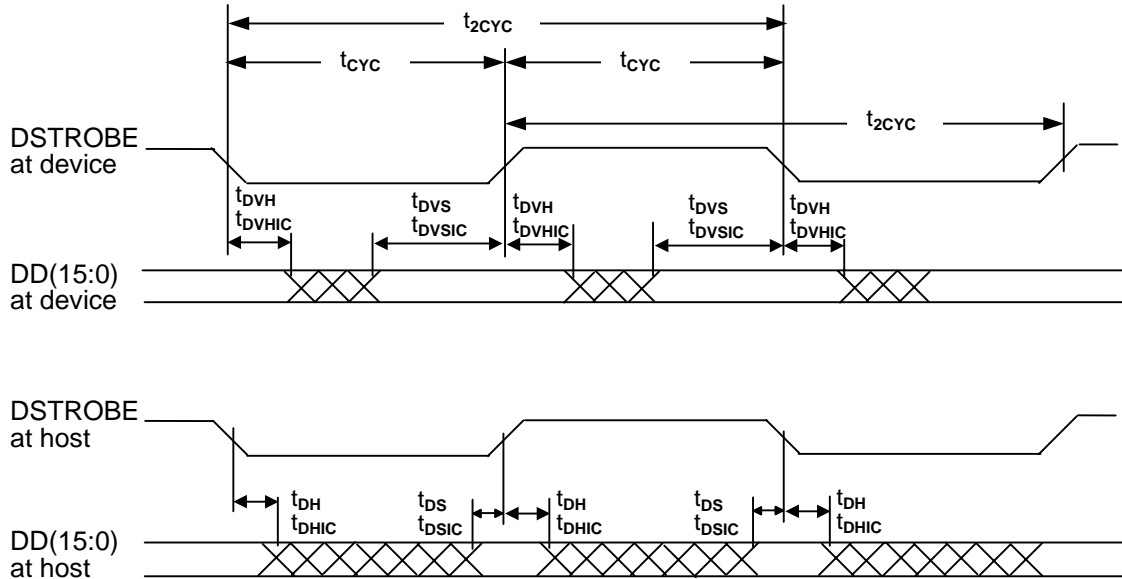 t2CYC
tCYC tCYC
t2CYC
DSTROBE
at device
tDVH tDVS tDVH tDVS tDVH
tDVHIC tDVSIC tDVHIC tDVSIC tDVHIC
DD(15:0)
at device
DSTROBE
at host
tDH tDS tDH tDS tDH
tDHIC tDSIC tDHIC tDSIC tDHIC
DD(15:0)
at host